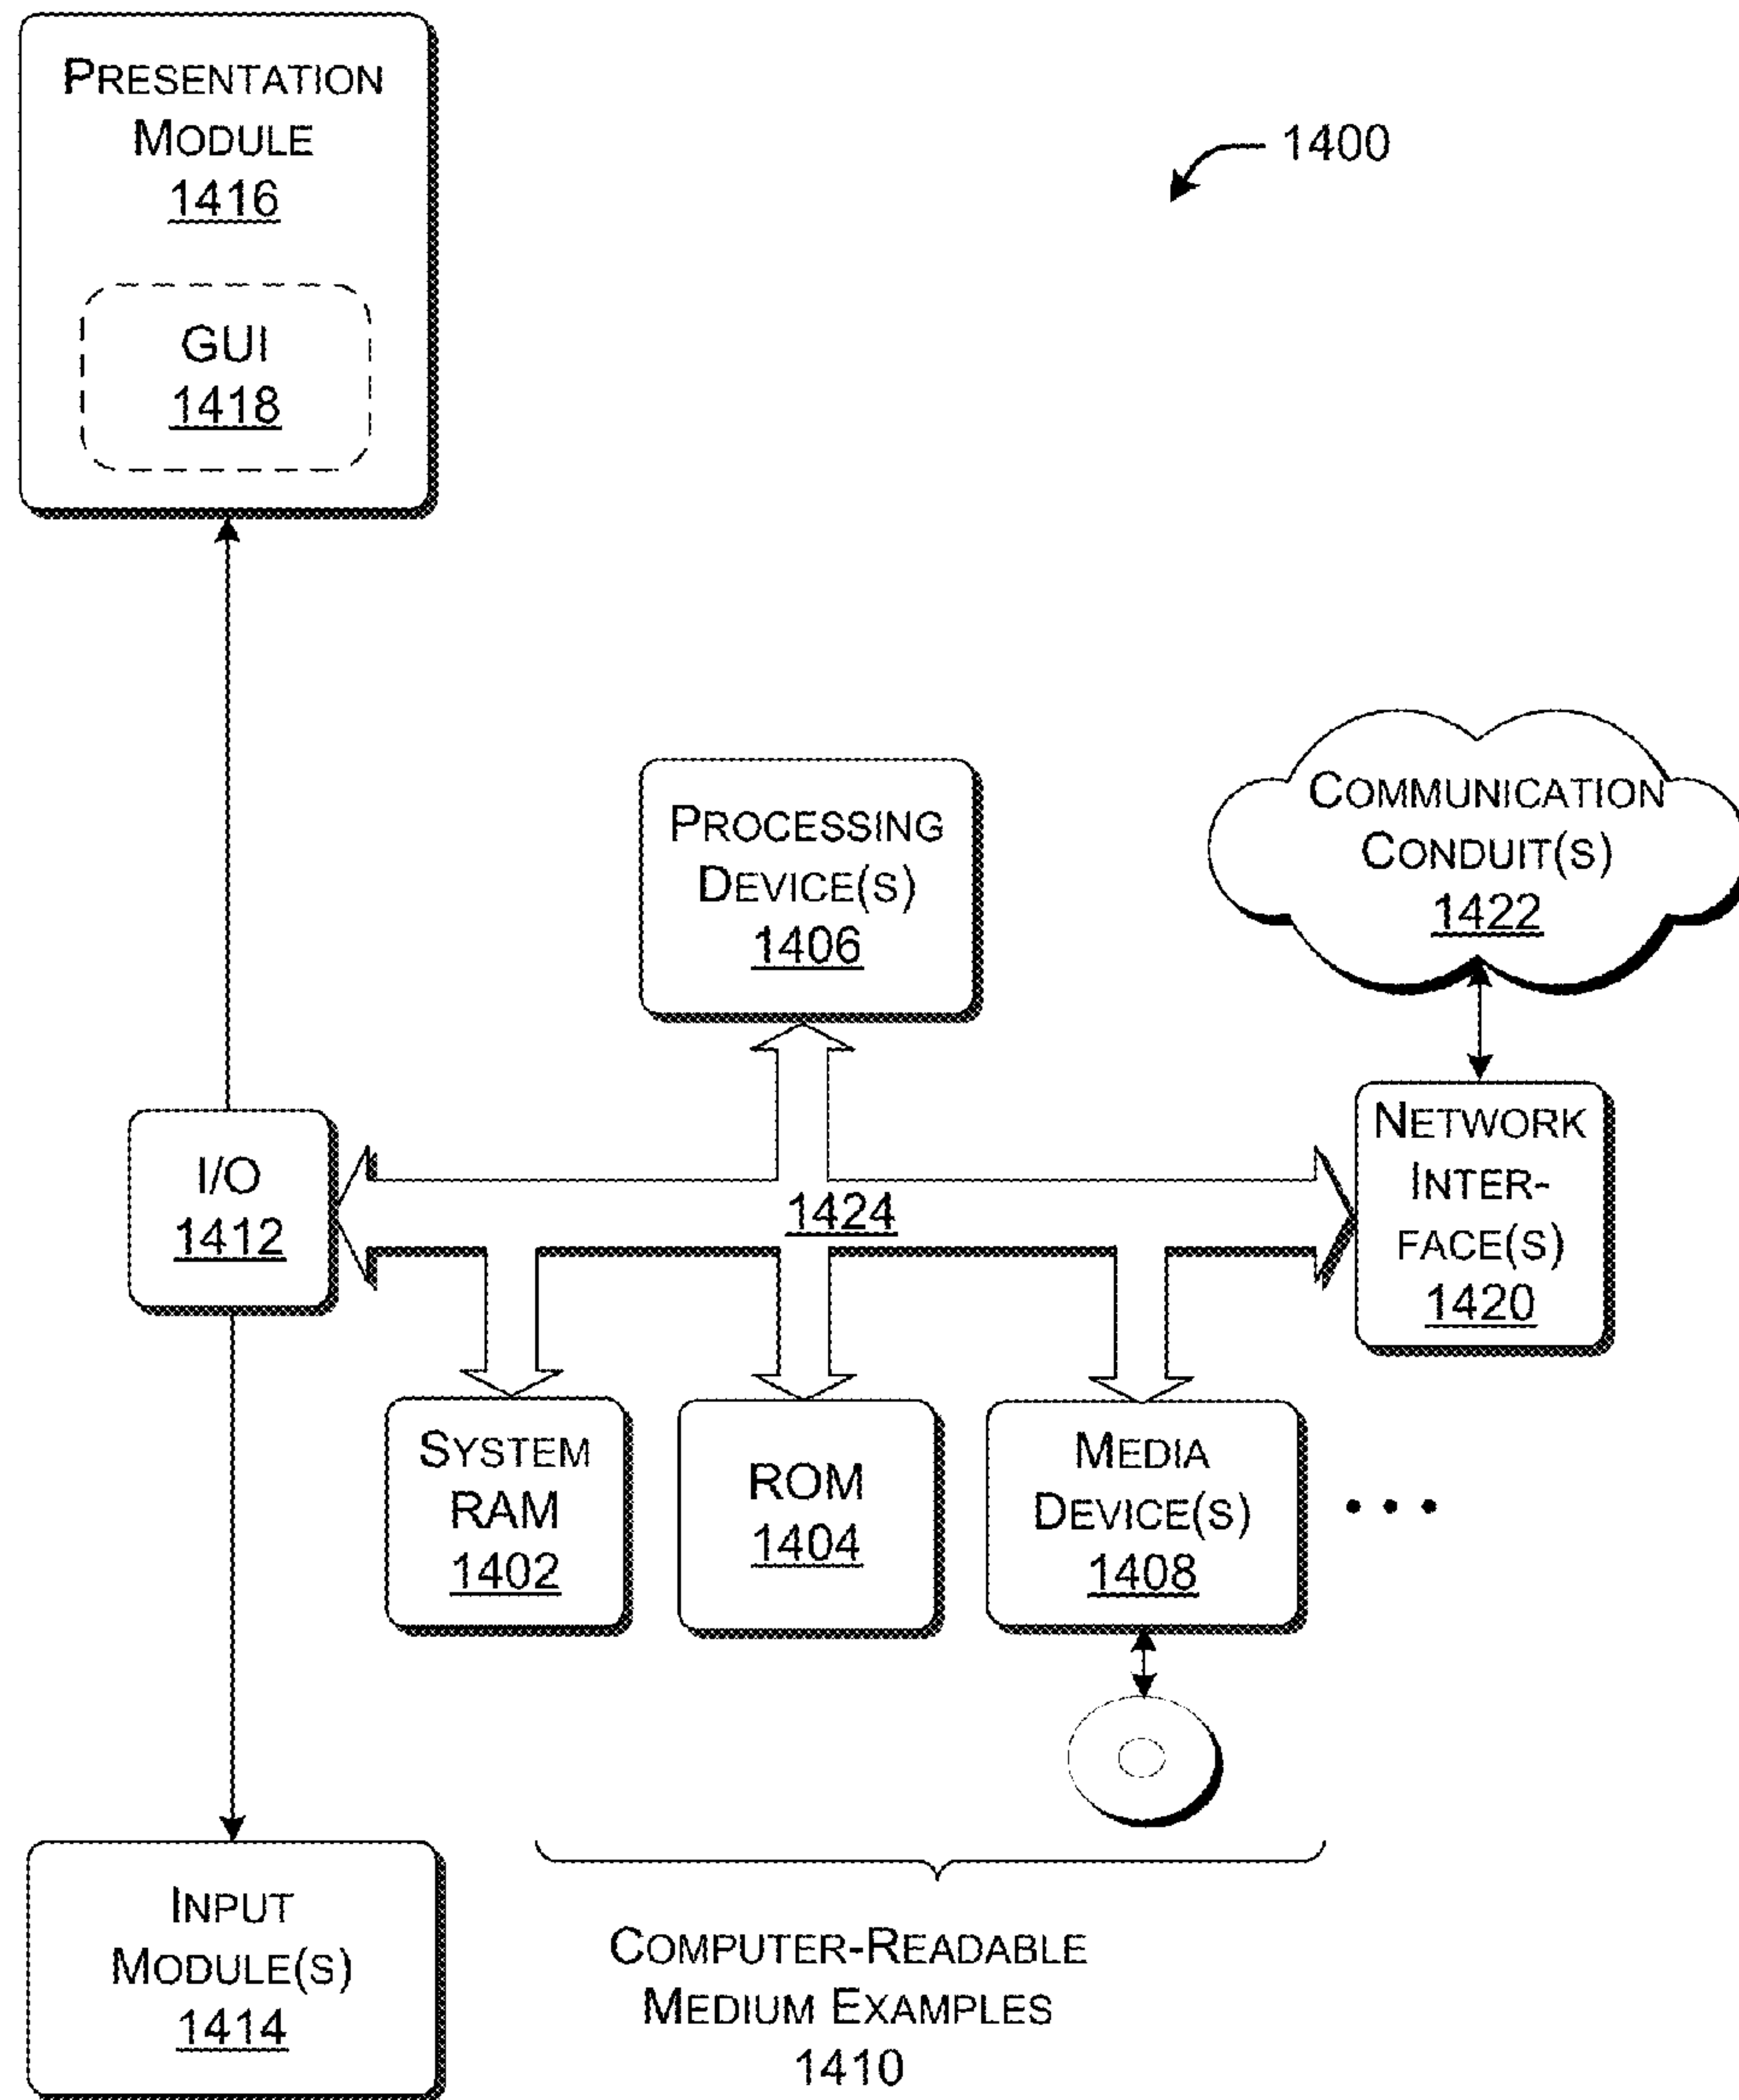 PRESENTATION
MODULE
1416
GUI
1418
1400
PROCESSING
DEVICE(S)
1406
COMMUNICATION
CONDUIT(S)
1422
I/O
1412
1424
NETWORK
INTER-
FACE(S)
1420
SYSTEM
RAM
1402
ROM
1404
MEDIA
DEVICE(S)
1408
• • •
INPUT
MODULE(S)
1414
COMPUTER-READABLE
MEDIUM EXAMPLES
1410